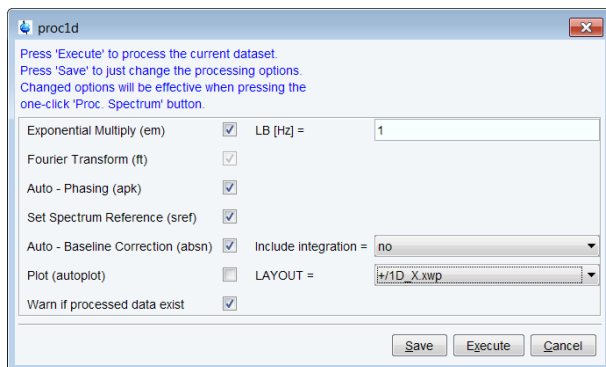 proc1d
Press 'Execute' to process the current dataset.
Press 'Save' to just change the processing options.
Changed options will be effective when pressing the
one-click 'Proc. Spectrum' button.
Exponential Multiply (em) LB [Hz] = 1
Fourier Transform (ft)
Auto - Phasing (apk)
Set Spectrum Reference (sref)
Auto - Baseline Correction (absn) Include integration = no
Plot (autoplot) LAYOUT = +/1D_X.xwp
Warn if processed data exist
Save Execute Cancel